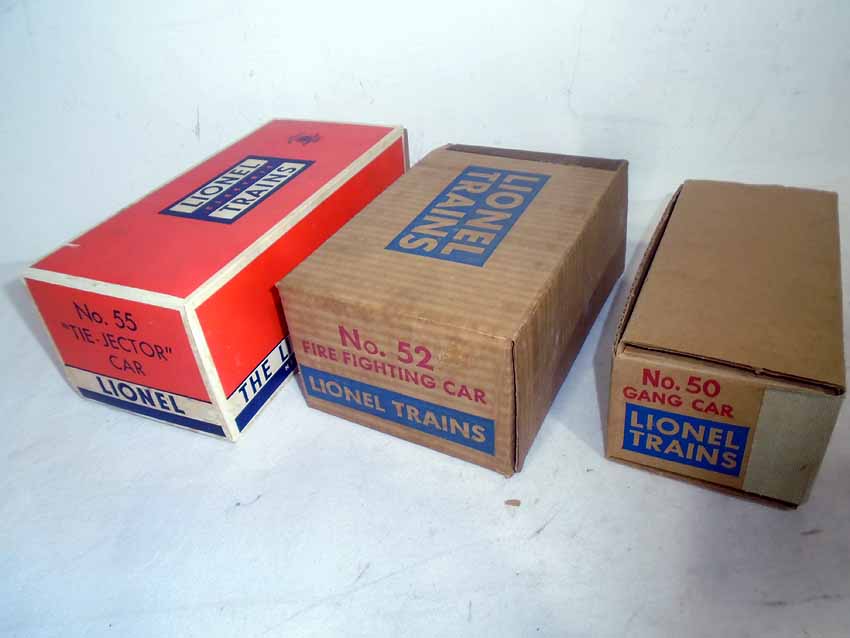 LIONEL
ELECTRIC
TRAINS
No. 55
"TIE-JECTOR"
CAR
LIONEL
THE L
LIONEL
TRAINS
No. 52
FIRE FIGHTING CAR
LIONEL TRAINS
No. 50
GANG CAR
LIONEL
TRAINS